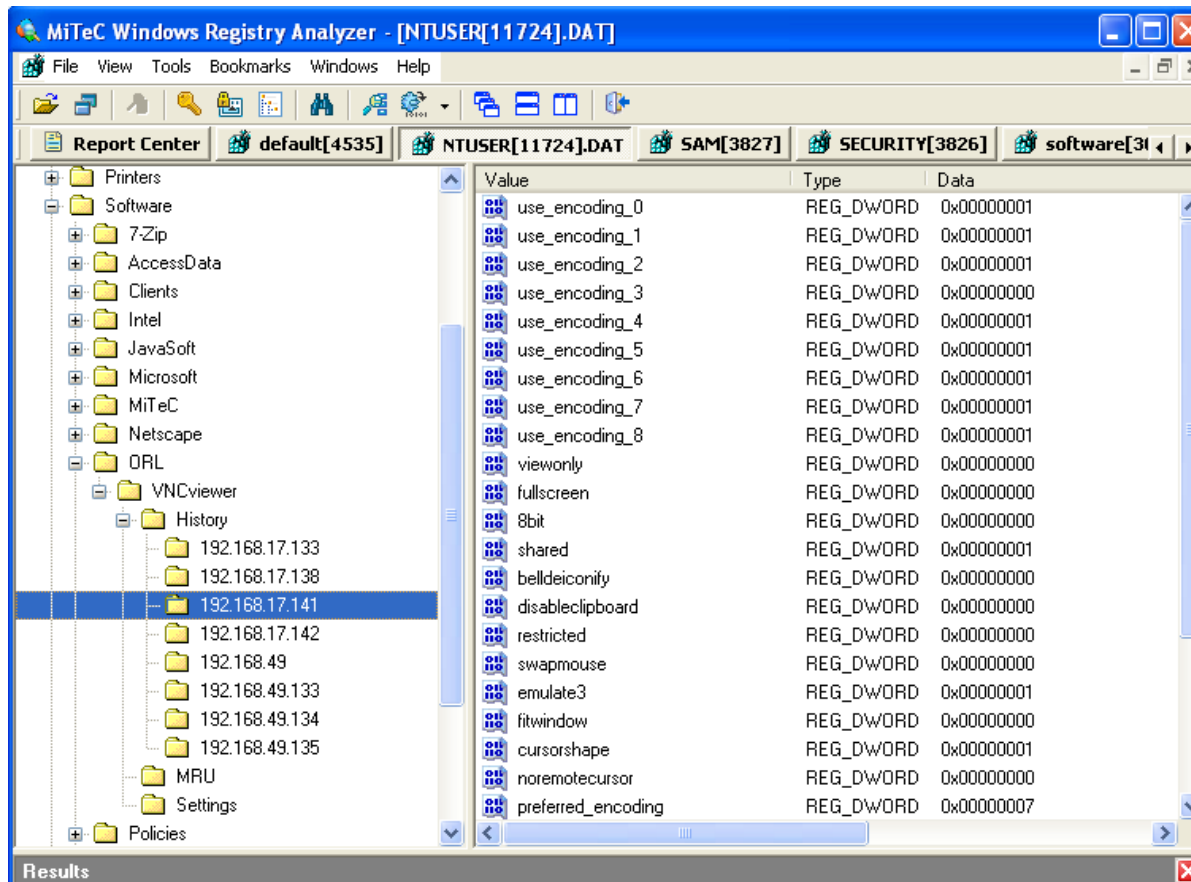 MiTeC Windows Registry Analyzer - [NTUSER[11724].DAT]
File View Tools Bookmarks Windows Help
Report Center default[4535] NTUSER[11724].DAT SAM[3827] SECURITY[3826]
Printers
Software
7-Zip
AccessData
Clients
Intel
JavaSoft
Microsoft
MiTeC
Netscape
ORL
VNCviewer
History
192.168.17.133
192.168.17.138
192.168.17.141
192.168.17.142
192.168.49
192.168.49.133
192.168.49.134
192.168.49.135
MRU
Settings
Policies
Value Type Data
use_encoding_0 REG_DWORD 0x00000001
use_encoding_1 REG_DWORD 0x00000001
use_encoding_2 REG_DWORD 0x00000001
use_encoding_3 REG_DWORD 0x00000000
use_encoding_4 REG_DWORD 0x00000001
use_encoding_5 REG_DWORD 0x00000001
use_encoding_6 REG_DWORD 0x00000001
use_encoding_7 REG_DWORD 0x00000001
use_encoding_8 REG_DWORD 0x00000001
viewonly REG_DWORD 0x00000000
fullscreen REG_DWORD 0x00000000
8bit REG_DWORD 0x00000000
shared REG_DWORD 0x00000001
belldeiconify REG_DWORD 0x00000000
disableclipboard REG_DWORD 0x00000000
restricted REG_DWORD 0x00000000
swapmouse REG_DWORD 0x00000000
emulate3 REG_DWORD 0x00000001
fitwindow REG_DWORD 0x00000000
cursorshape REG_DWORD 0x00000001
noremotecursor REG_DWORD 0x00000000
preferred_encoding REG_DWORD 0x00000007
Results